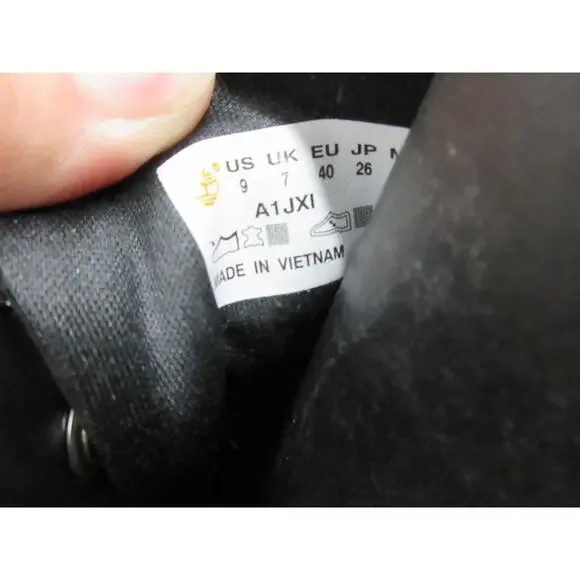 US UK EU JP
9 7 40 26
A1JXI
MADE IN VIETNAM